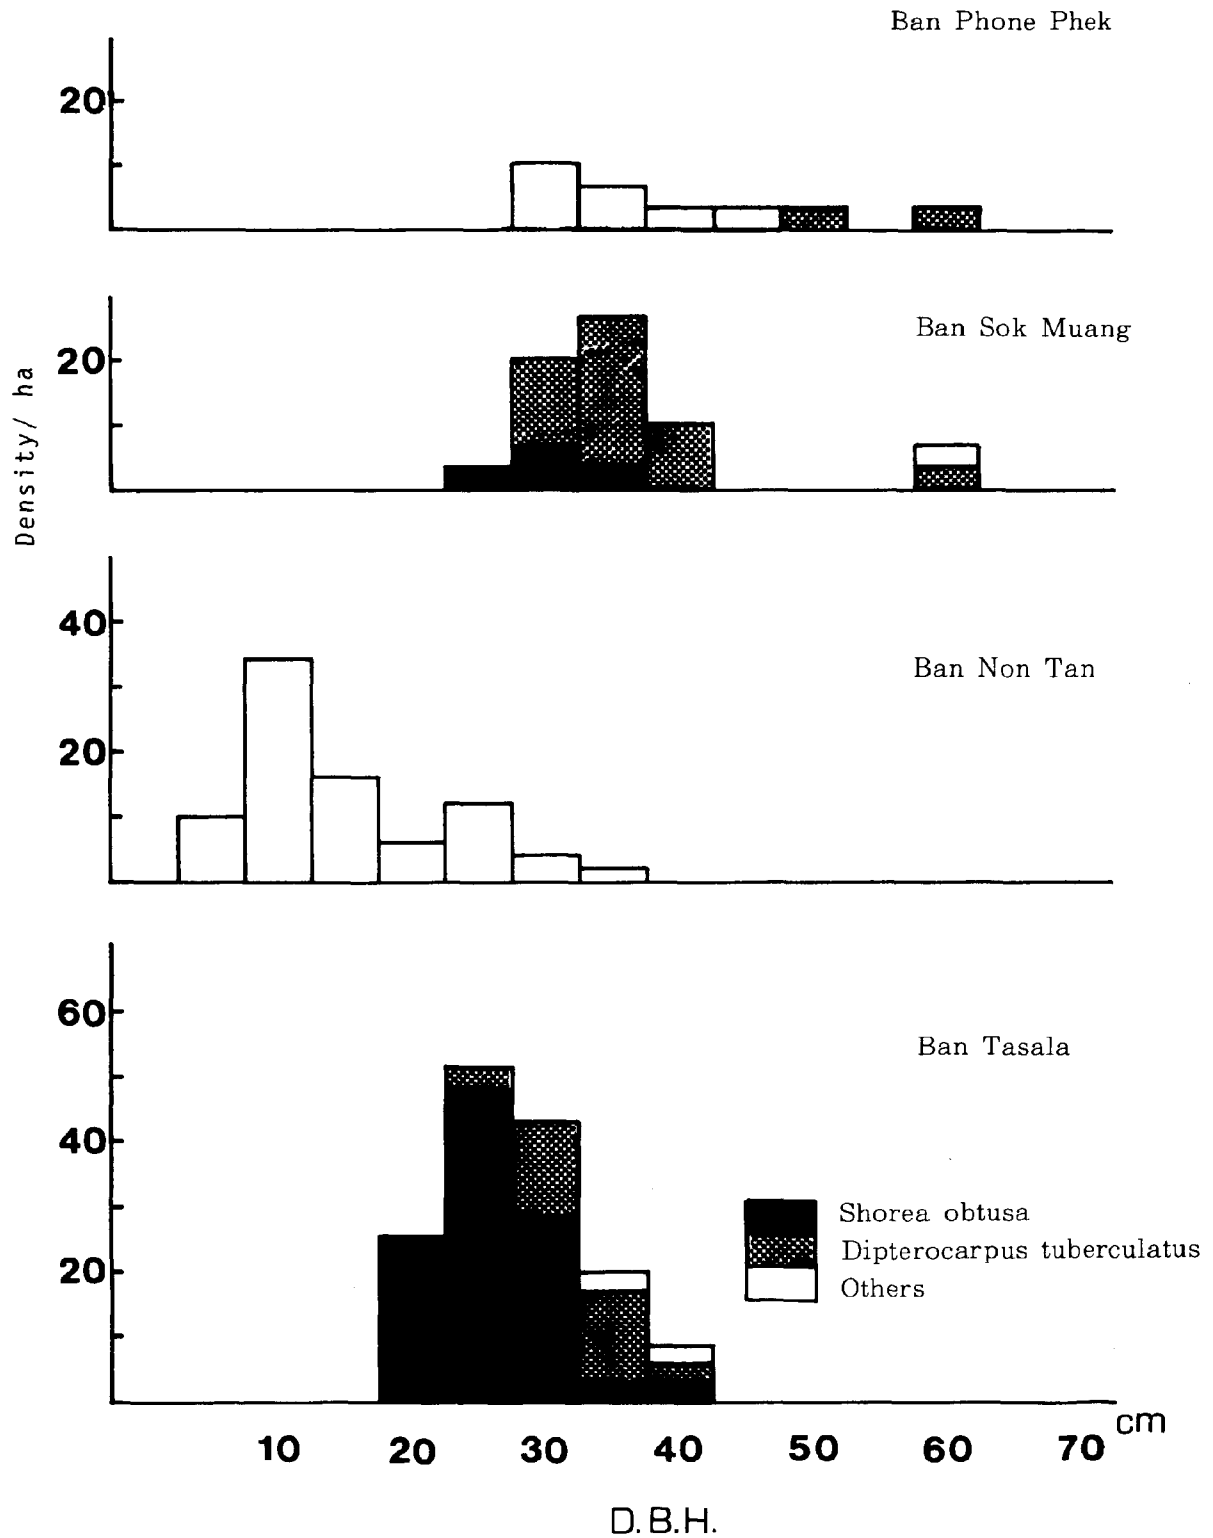 Ban Phone Phek
20
Ban Sok Muang
20
Density/ ha
Ban Non Tan
40
20
Ban Tasala
60
40
20
Shorea obtusa
Dipterocarpus tuberculatus
Others
10 20 30 40 50 60 70 cm
D.B.H.